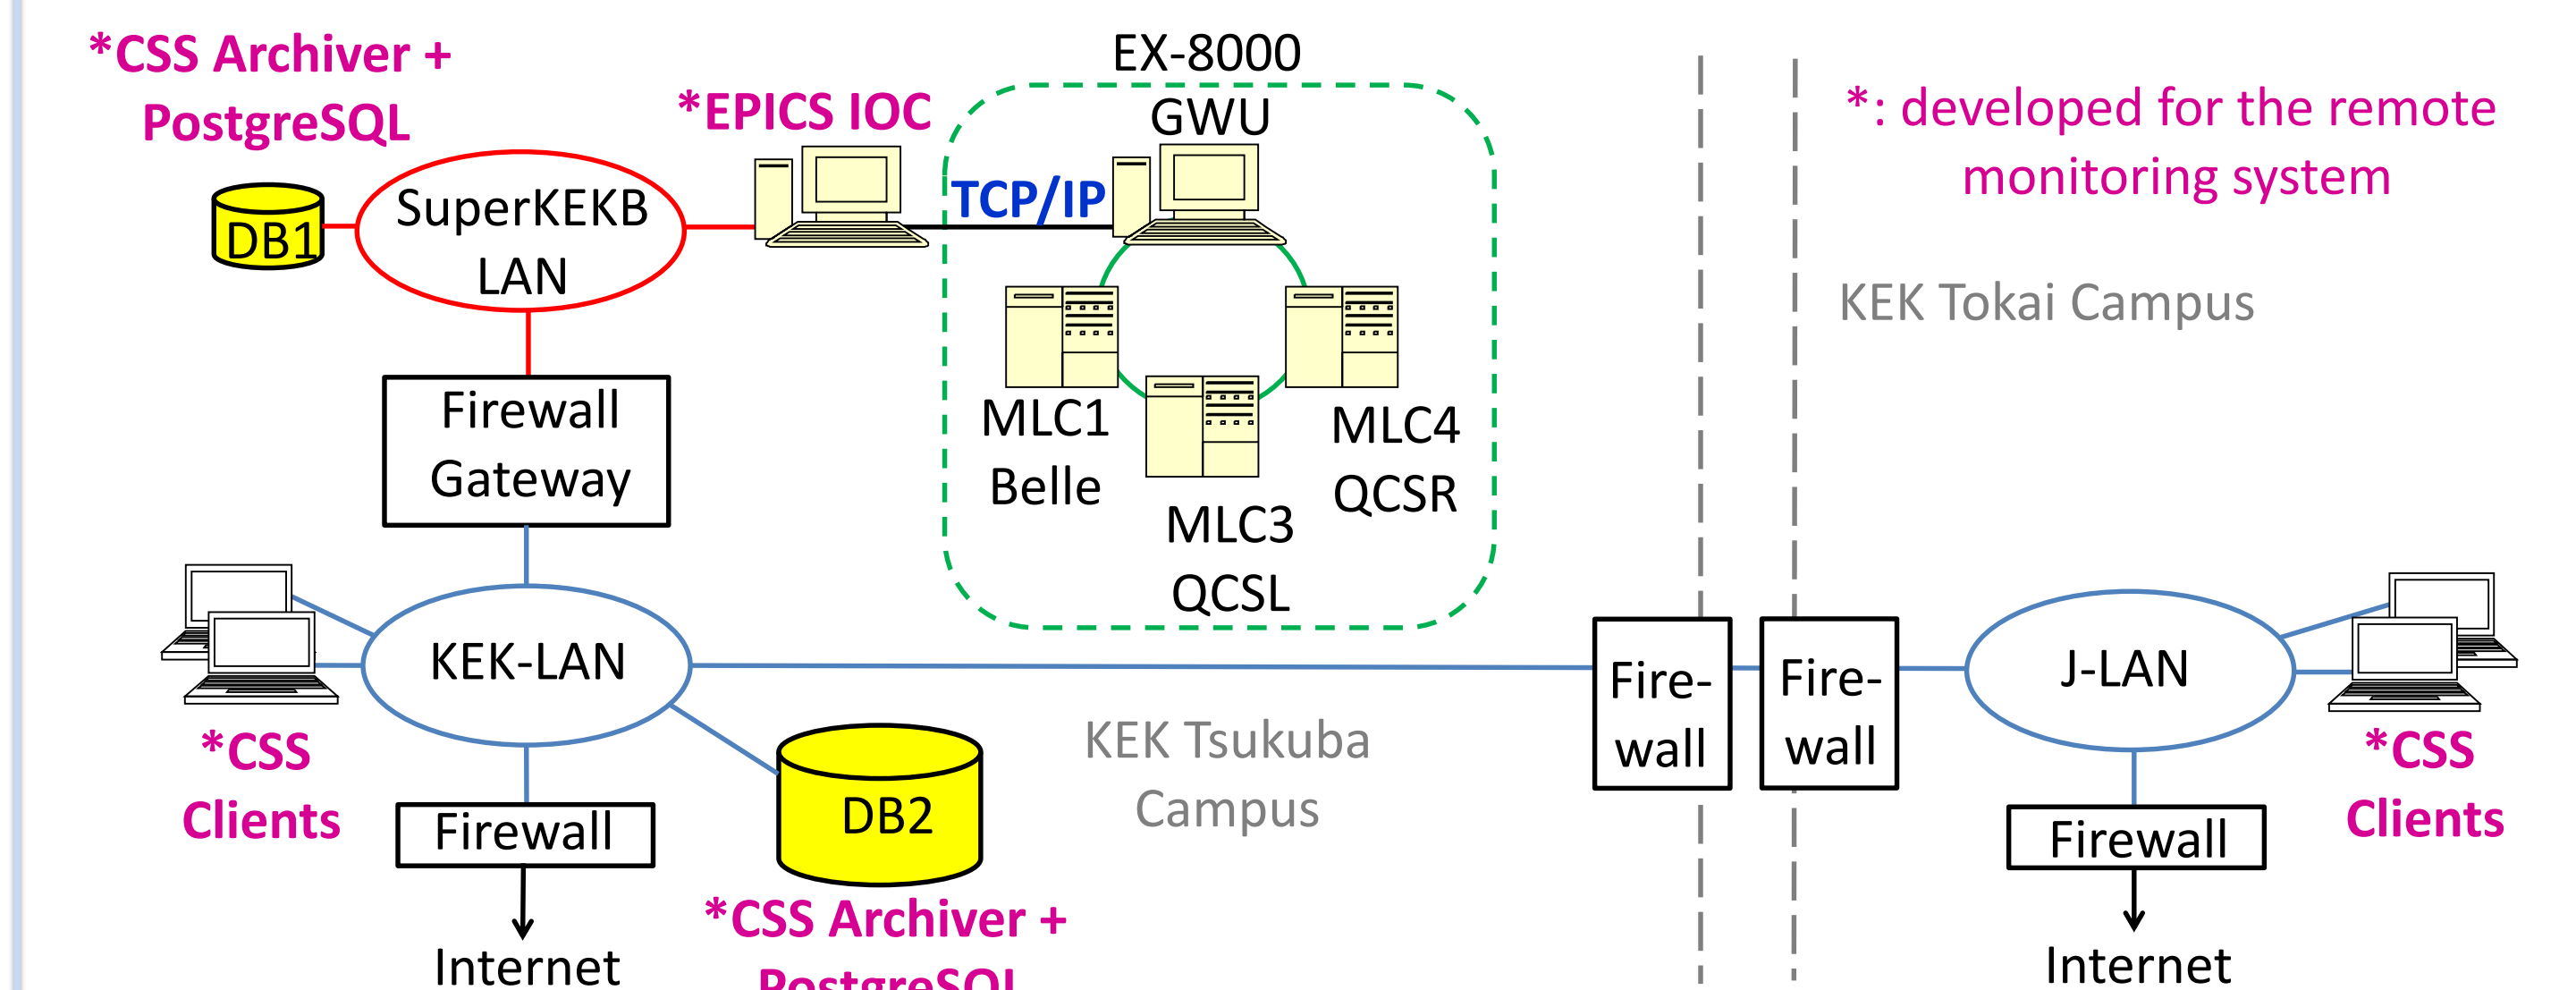 *CSS Archiver +
PostgreSQL
*EPICS IOC
EX-8000
GWU
TCP/IP
*: developed for the remote
monitoring system
DB1
SuperKEKB
LAN
KEK Tokai Campus
Firewall
Gateway
MLC1
Belle
MLC3
QCSL
MLC4
QCSR
KEK-LAN
*CSS
Clients
Firewall
Internet
DB2
*CSS Archiver +
PostgreSQL
KEK Tsukuba
Campus
Fire-
wall
Fire-
wall
J-LAN
*CSS
Clients
Firewall
Internet